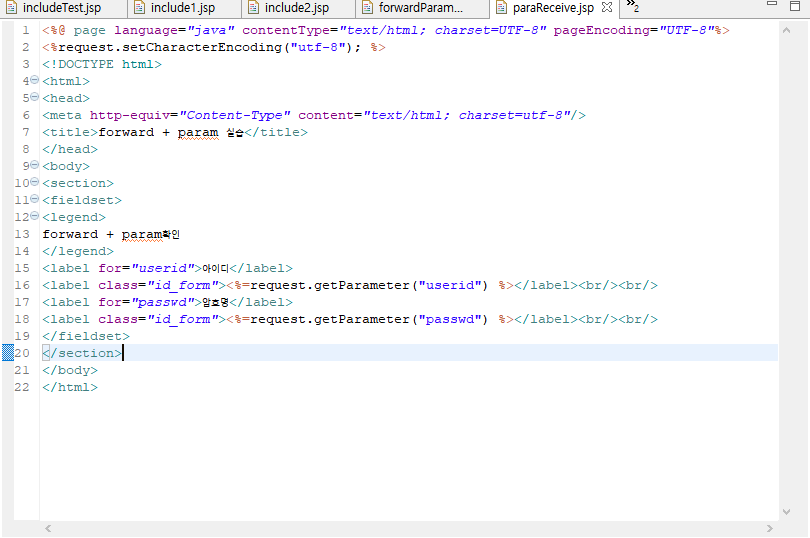 includeTest.jsp include1.jsp include2.jsp forwardParam... paraReceive.jsp »2
1 <%@ page language="java" contentType="text/html; charset=UTF-8" pageEncoding="UTF-8"%>
2 <%request.setCharacterEncoding("utf-8"); %>
3 <!DOCTYPE html>
4 <html>
5 <head>
6 <meta http-equiv="Content-Type" content="text/html; charset=utf-8"/>
7 <title>forward + param 실습</title>
8 </head>
9 <body>
10 <section>
11 <fieldset>
12 <legend>
13 forward + param확인
14 </legend>
15 <label for="userid">아이디</label>
16 <label class="id_form"><%=request.getParameter("userid") %></label><br/><br/>
17 <label for="passwd">암호명</label>
18 <label class="id_form"><%=request.getParameter("passwd") %></label><br/><br/>
19 </fieldset>
20 </section>
21 </body>
22 </html>